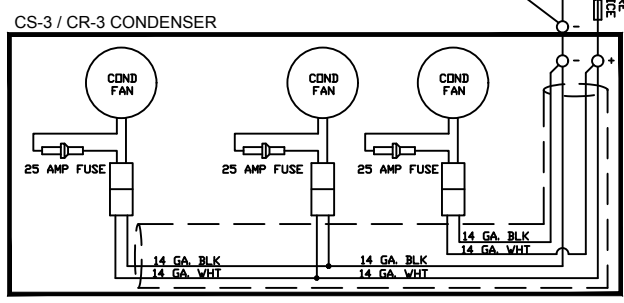 CS-3 / CR-3 CONDENSER
COND
FAN
COND
FAN
COND
FAN
-
- +
25 AMP FUSE
25 AMP FUSE
25 AMP FUSE
14 GA. BLK
14 GA. WHT
14 GA. BLK
14 GA. WHT
14 GA. BLK
14 GA. WHT